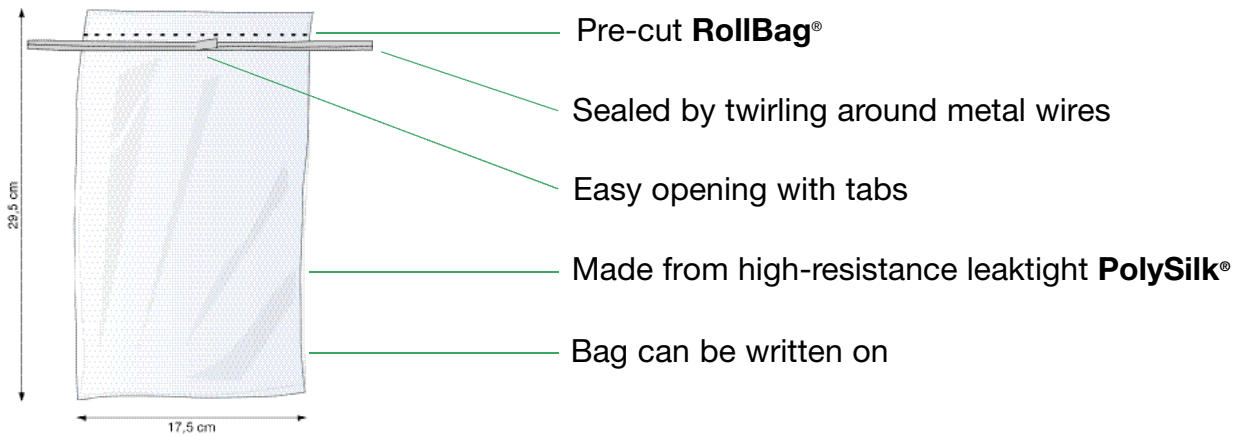 Pre-cut RollBag®
Sealed by twirling around metal wires
Easy opening with tabs
Made from high-resistance leaktight PolySilk®
Bag can be written on
29,5 cm
17,5 cm